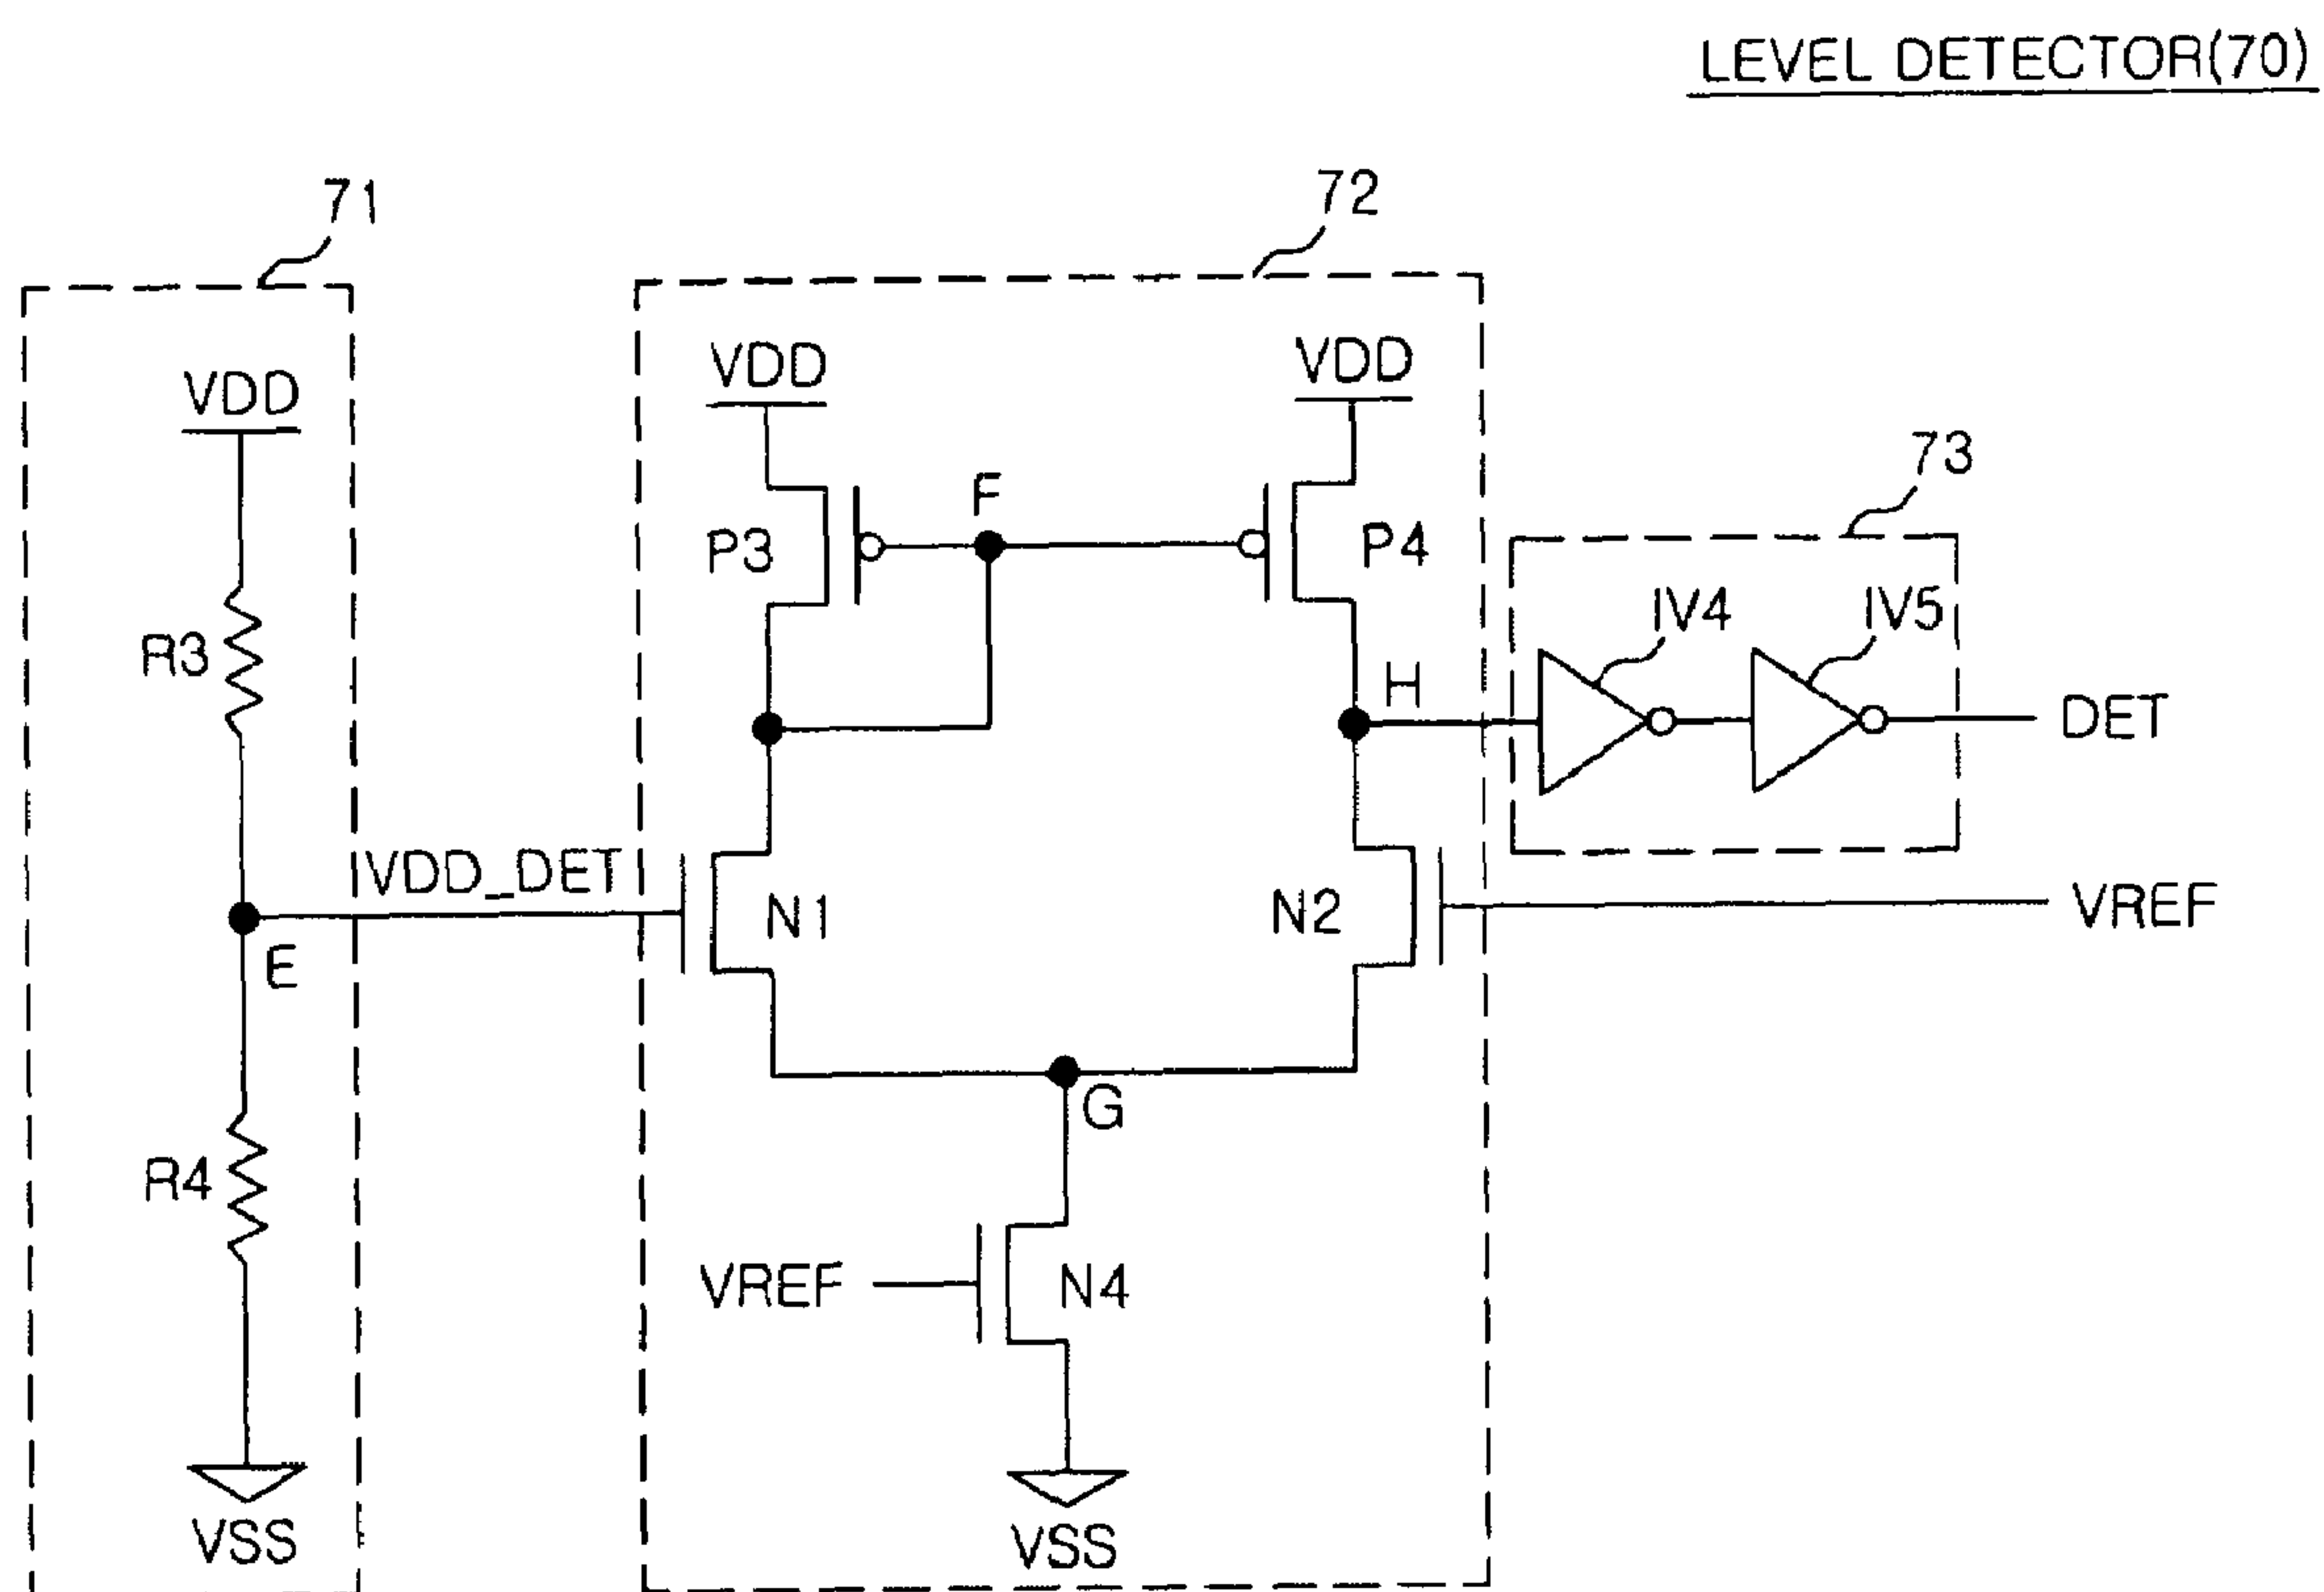 LEVEL DETECTOR(70)
71
72
VDD
VDD
VDD
73
F
P3
P4
IV4
IV5
R3
H
DET
VDD_DET
N1
N2
VREF
E
G
R4
VREF
N4
VSS
VSS